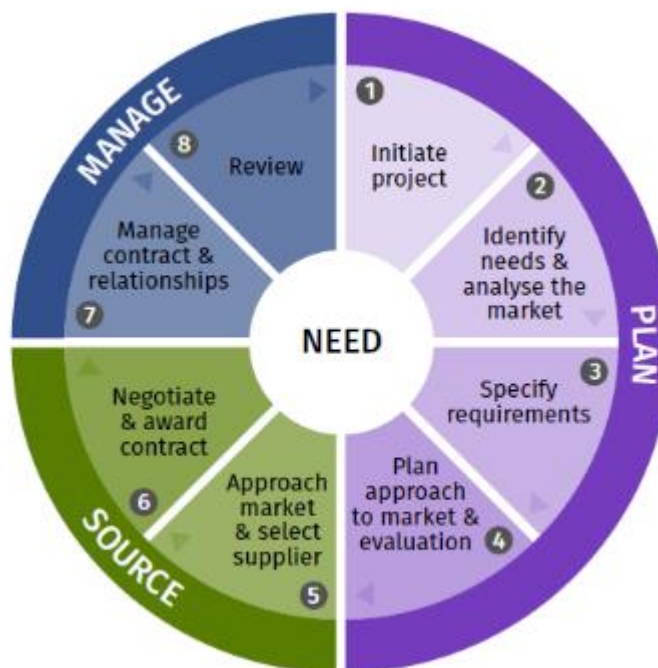 MANAGE
PLAN
SOURCE
NEED
1
Initiate
project
2
Identify
needs &
analyse the
market
3
Specify
requirements
4
Plan
approach
to market &
evaluation
5
Approach
market
& select
supplier
6
Negotiate
& award
contract
7
Manage
contract &
relationships
8
Review